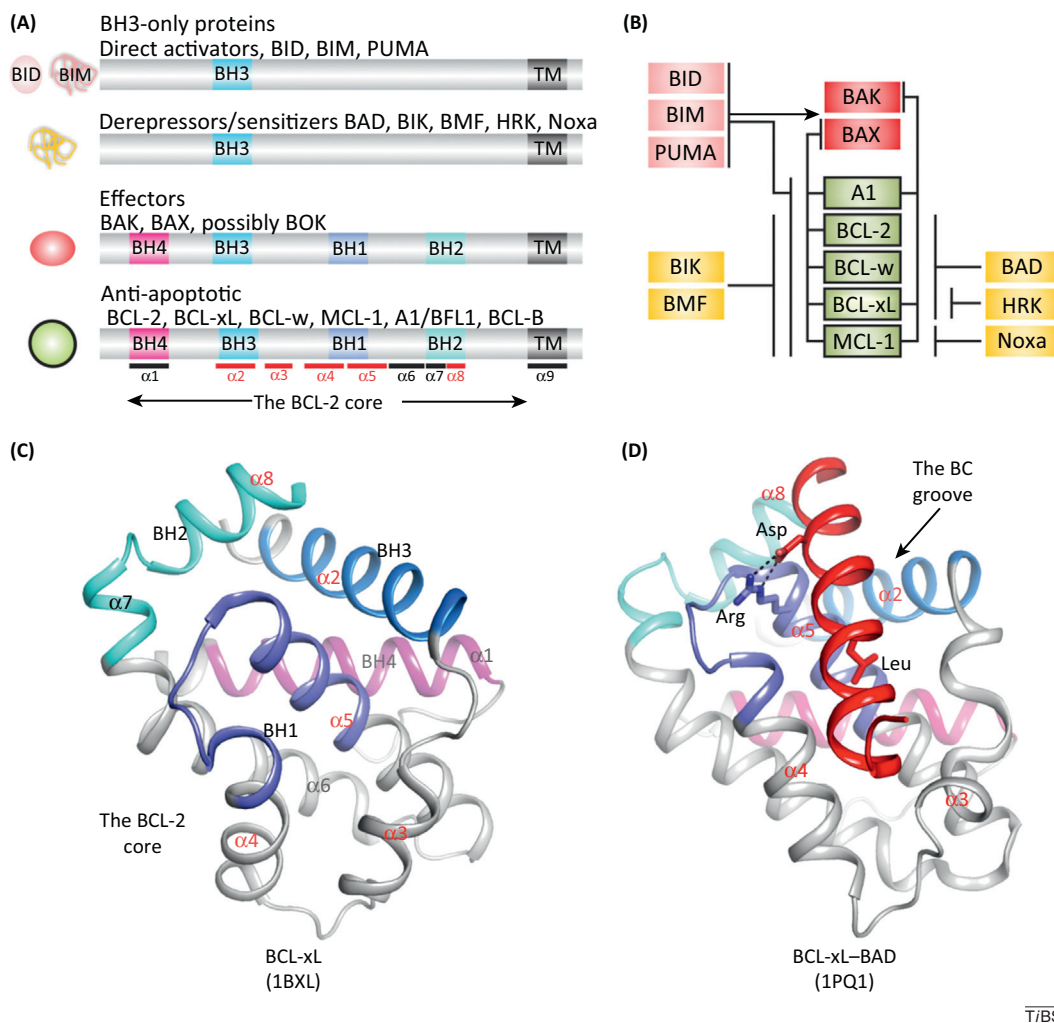 (A)
BH3-only proteins
Direct activators, BID, BIM, PUMA
BID BIM BH3 TM
Derepressors/sensitizers BAD, BIK, BMF, HRK, Noxa
BH3 TM
Effectors
BAK, BAX, possibly BOK
BH4 BH3 BH1 BH2 TM
Anti-apoptotic
BCL-2, BCL-xL, BCL-w, MCL-1, A1/BFL1, BCL-B
BH4 BH3 BH1 BH2 TM
α1 α2 α3 α4 α5 α6 α7 α8 α9
The BCL-2 core
(B)
BID
BIM
PUMA
BAK
BAX
A1
BCL-2
BCL-w
BCL-xL
MCL-1
BIK
BMF
BAD
HRK
Noxa
(C)
α8
BH2
BH3
α2
α7
BH4
α1
α5
BH1
α6
The BCL-2
core
α4
α3
BCL-xL
(1BXL)
(D)
The BC
groove
α8
Asp
α2
Arg
α5
Leu
α4
α3
BCL-xL–BAD
(1PQ1)
TiBS